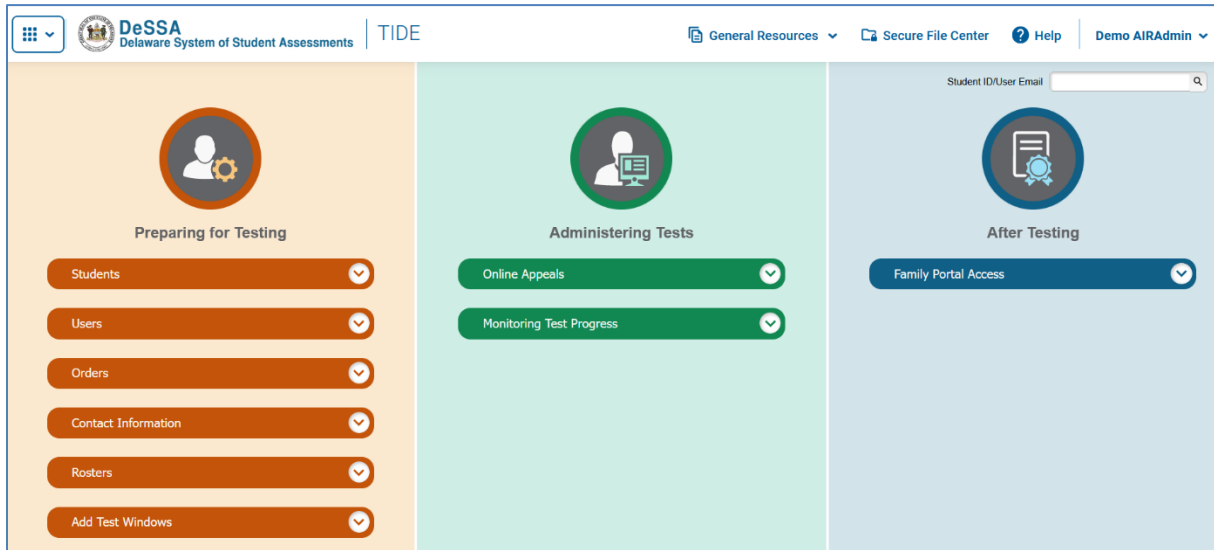 DeSSA
Delaware System of Student Assessments
TIDE
General Resources
Secure File Center
Help
Demo AIRAdmin
Student ID/User Email
Preparing for Testing
Students
Users
Orders
Contact Information
Rosters
Add Test Windows
Administering Tests
Online Appeals
Monitoring Test Progress
After Testing
Family Portal Access